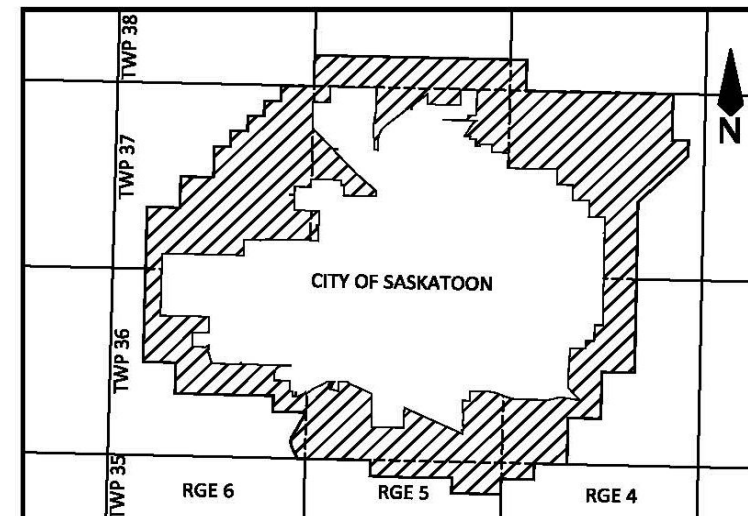 TWP 38
N
TWP 37
CITY OF SASKATOON
TWP 36
TWP 35
RGE 6
RGE 5
RGE 4